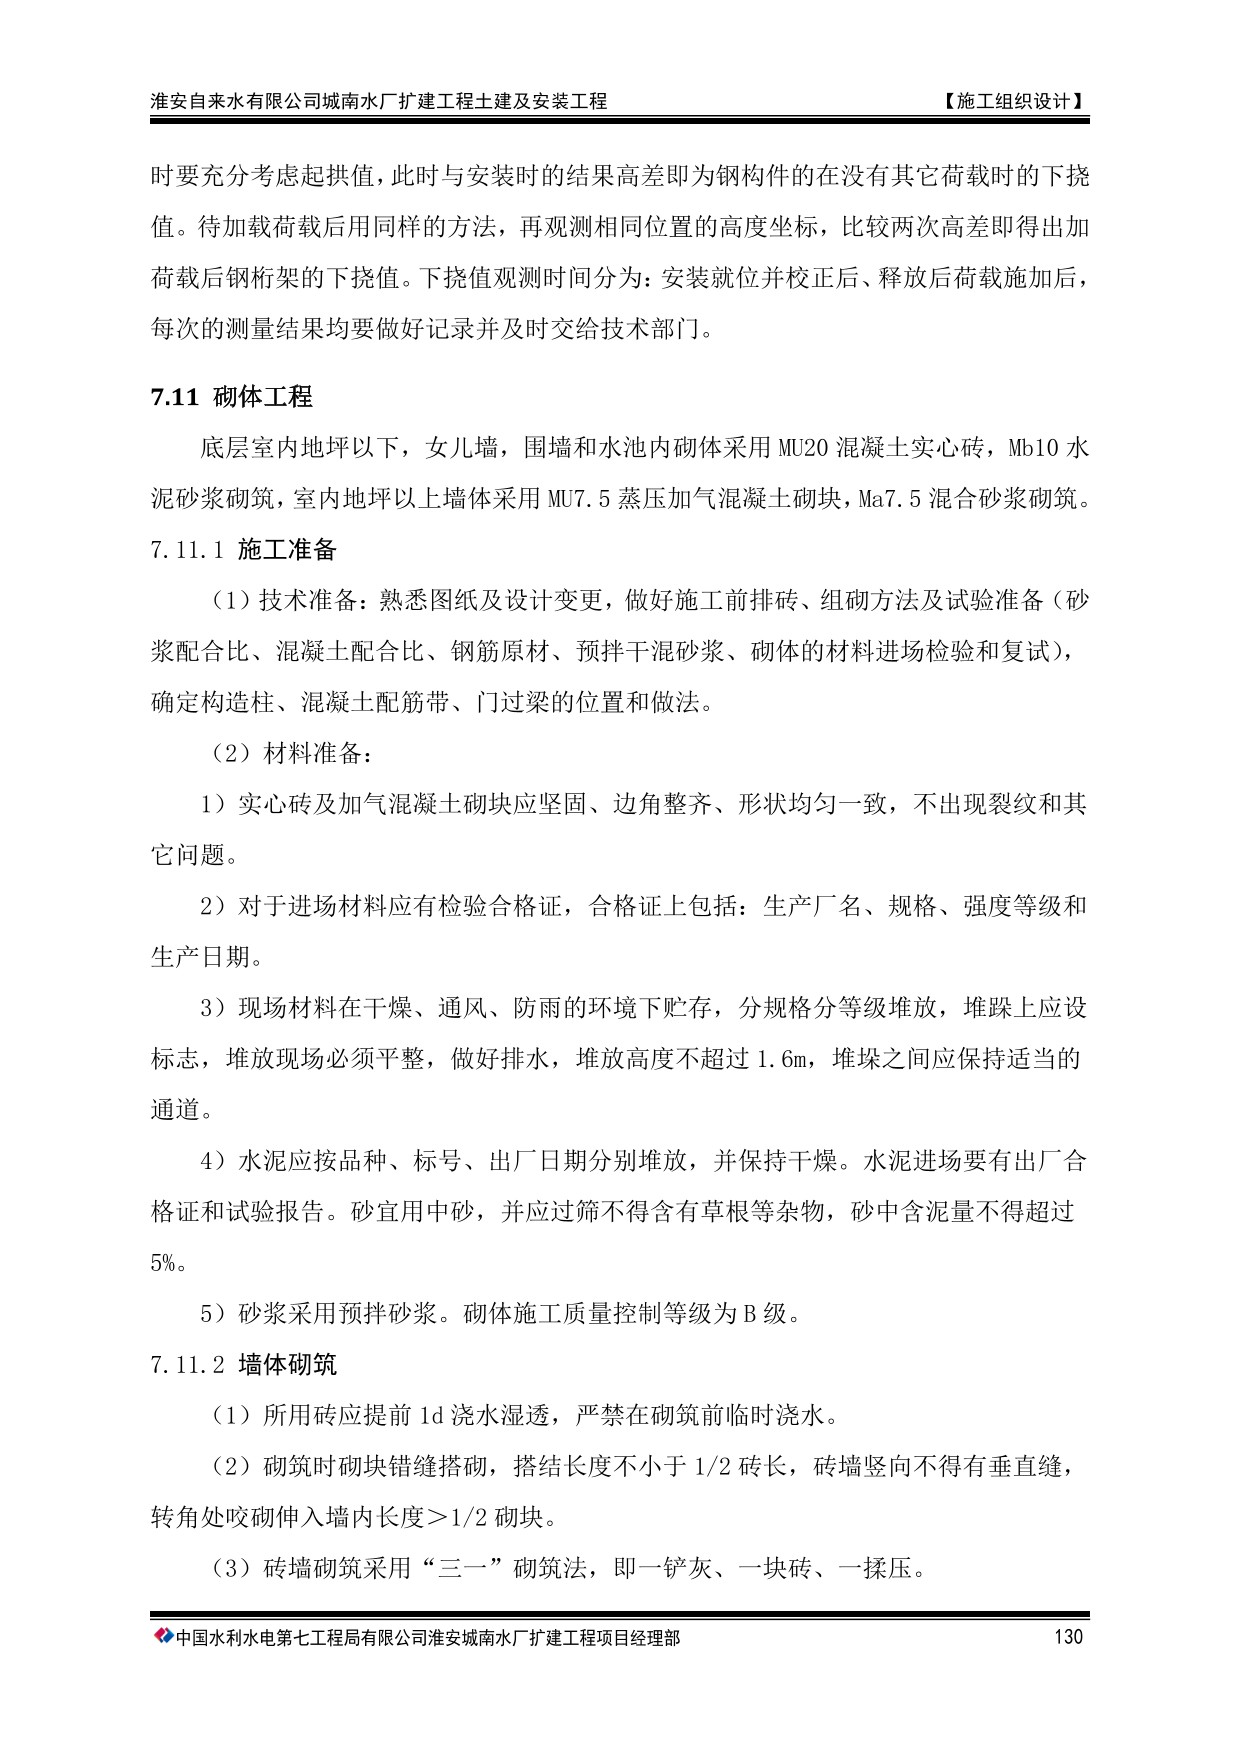 淮安自来水有限公司城南水厂扩建工程土建及安装工程 【施工组织设计】
时要充分考虑起拱值，此时与安装时的结果高差即为钢构件的在没有其它荷载时的下挠
值。待加载荷载后用同样的方法，再观测相同位置的高度坐标，比较两次高差即得出加
荷载后钢桁架的下挠值。下挠值观测时间分为：安装就位并校正后、释放后荷载施加后，
每次的测量结果均要做好记录并及时交给技术部门。
7.11 砌体工程
底层室内地坪以下，女儿墙，围墙和水池内砌体采用 MU20 混凝土实心砖，Mb10 水
泥砂浆砌筑，室内地坪以上墙体采用 MU7.5 蒸压加气混凝土砌块，Ma7.5 混合砂浆砌筑。
7.11.1 施工准备
（1）技术准备：熟悉图纸及设计变更，做好施工前排砖、组砌方法及试验准备（砂
浆配合比、混凝土配合比、钢筋原材、预拌干混砂浆、砌体的材料进场检验和复试），
确定构造柱、混凝土配筋带、门过梁的位置和做法。
（2）材料准备：
1）实心砖及加气混凝土砌块应坚固、边角整齐、形状均匀一致，不出现裂纹和其
它问题。
2）对于进场材料应有检验合格证，合格证上包括：生产厂名、规格、强度等级和
生产日期。
3）现场材料在干燥、通风、防雨的环境下贮存，分规格分等级堆放，堆跺上应设
标志，堆放现场必须平整，做好排水，堆放高度不超过 1.6m，堆垛之间应保持适当的
通道。
4）水泥应按品种、标号、出厂日期分别堆放，并保持干燥。水泥进场要有出厂合
格证和试验报告。砂宜用中砂，并应过筛不得含有草根等杂物，砂中含泥量不得超过
5%。
5）砂浆采用预拌砂浆。砌体施工质量控制等级为 B 级。
7.11.2 墙体砌筑
（1）所用砖应提前 1d 浇水湿透，严禁在砌筑前临时浇水。
（2）砌筑时砌块错缝搭砌，搭结长度不小于 1/2 砖长，砖墙竖向不得有垂直缝，
转角处咬砌伸入墙内长度＞1/2 砌块。
（3）砖墙砌筑采用“三一”砌筑法，即一铲灰、一块砖、一揉压。
中国水利水电第七工程局有限公司淮安城南水厂扩建工程项目经理部 130